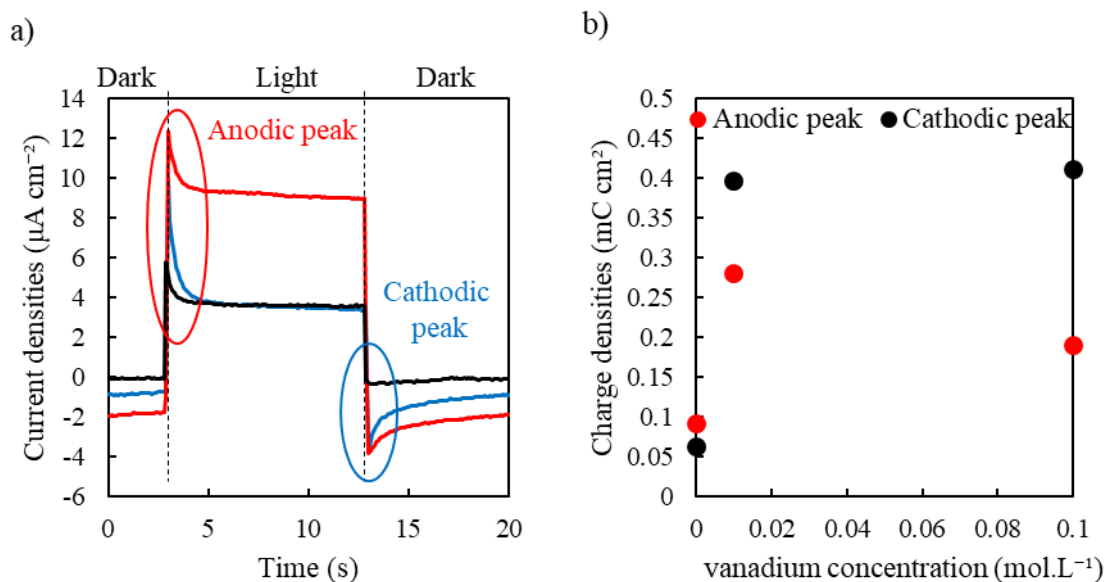 a)
Dark Light Dark
14
12
10
8
6
4
2
0
-2
-4
-6
Current densities (µA cm⁻²)
Anodic peak
Cathodic
peak
0 5 10 15 20
Time (s)
b)
0.5
0.45
0.4
0.35
0.3
0.25
0.2
0.15
0.1
0.05
0
Charge densities (mC cm²)
Anodic peak Cathodic peak
0 0.02 0.04 0.06 0.08 0.1
vanadium concentration (mol.L⁻¹)